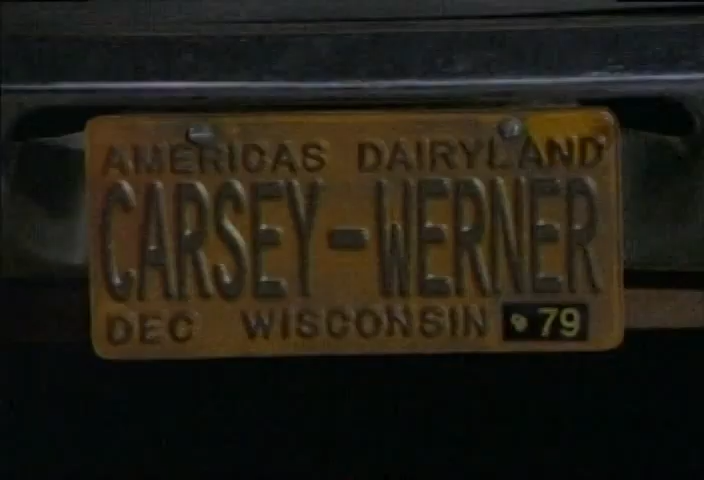 AMERICAS DAIRYLAND
CARSEY-WERNER
DEC WISCONSIN 79